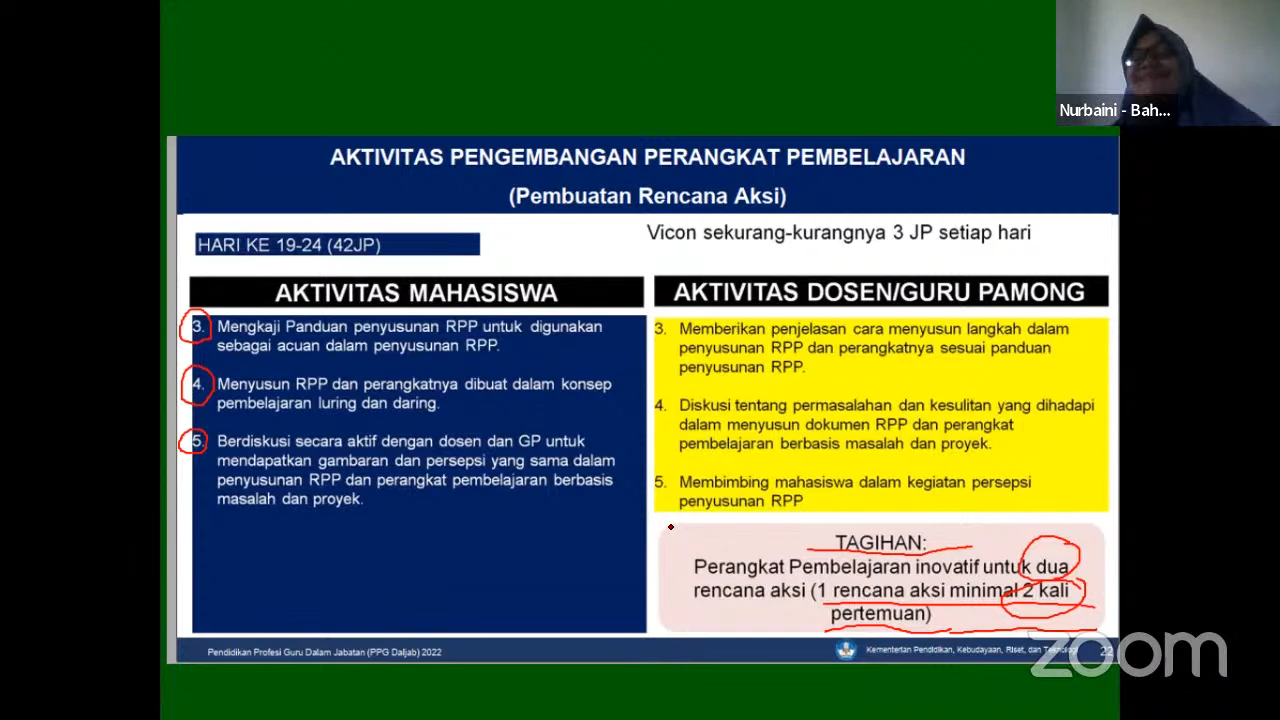 Nurbaini - Bah...
AKTIVITAS PENGEMBANGAN PERANGKAT PEMBELAJARAN
(Pembuatan Rencana Aksi)
HARI KE 19-24 (42JP)
Vicon sekurang-kurangnya 3 JP setiap hari
AKTIVITAS MAHASISWA
3. Mengkaji Panduan penyusunan RPP untuk digunakan
sebagai acuan dalam penyusunan RPP.
4. Menyusun RPP dan perangkatnya dibuat dalam konsep
pembelajaran luring dan daring.
5. Berdiskusi secara aktif dengan dosen dan GP untuk
mendapatkan gambaran dan persepsi yang sama dalam
penyusunan RPP dan perangkat pembelajaran berbasis
masalah dan proyek.
AKTIVITAS DOSEN/GURU PAMONG
3. Memberikan penjelasan cara menyusun langkah dalam
penyusunan RPP dan perangkatnya sesuai panduan
penyusunan RPP.
4. Diskusi tentang permasalahan dan kesulitan yang dihadapi
dalam menyusun dokumen RPP dan perangkat
pembelajaran berbasis masalah dan proyek.
5. Membimbing mahasiswa dalam kegiatan persepsi
penyusunan RPP
TAGIHAN:
Perangkat Pembelajaran inovatif untuk dua
rencana aksi (1 rencana aksi minimal 2 kali
pertemuan)
Pendidikan Profesi Guru Dalam Jabatan (PPG Daljab) 2022
Kementerian Pendidikan, Kebudayaan, Riset, dan Teknologi
22
zoom